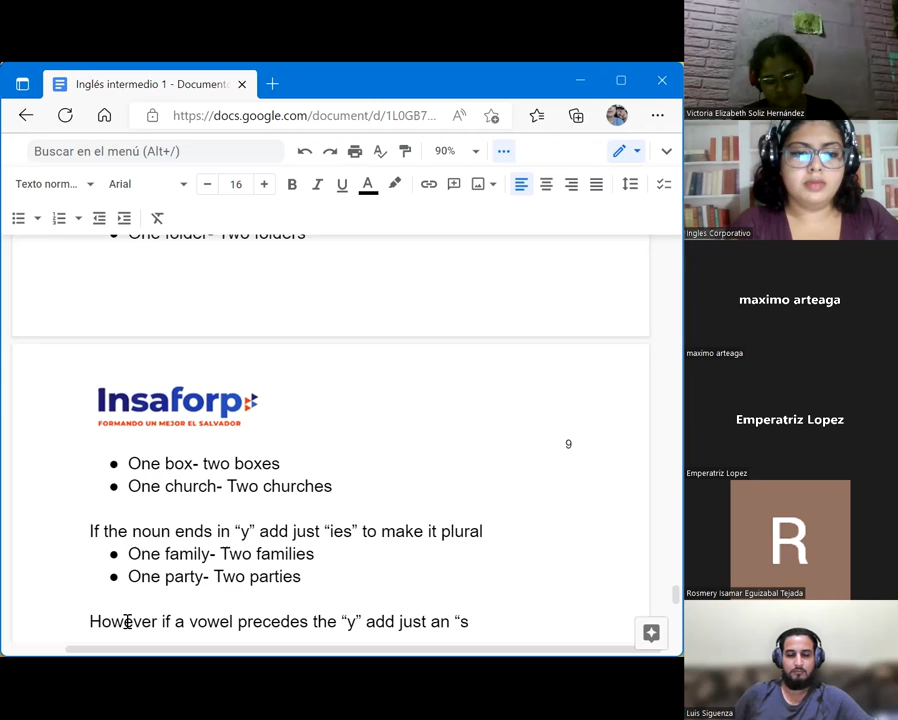 Inglés intermedio 1 - Document
https://docs.google.com/document/d/1L0GB7...
Buscar en el menú (Alt+/)
90%
Texto norm...
Arial
16
One folder- Two folders
Insaforp
FORMANDO UN MEJOR EL SALVADOR
9
● One box- two boxes
● One church- Two churches
If the noun ends in “y” add just “ies” to make it plural
● One family- Two families
● One party- Two parties
However if a vowel precedes the “y” add just an “s
Victoria Elizabeth Soliz Hernández
Ingles Corporativo
maximo arteaga
maximo arteaga
Emperatriz Lopez
Emperatriz Lopez
R
Rosmery Isamar Eguizabal Tejada
Luis Siguenza